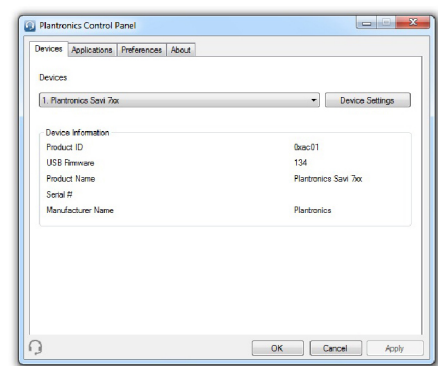 Plantronics Control Panel
Devices Applications Preferences About
Devices
1. Plantronics Savi 7xx Device Settings
Device Information
Product ID 0xac01
USB Firmware 134
Product Name Plantronics Savi 7xx
Serial #
Manufacturer Name Plantronics
OK Cancel Apply